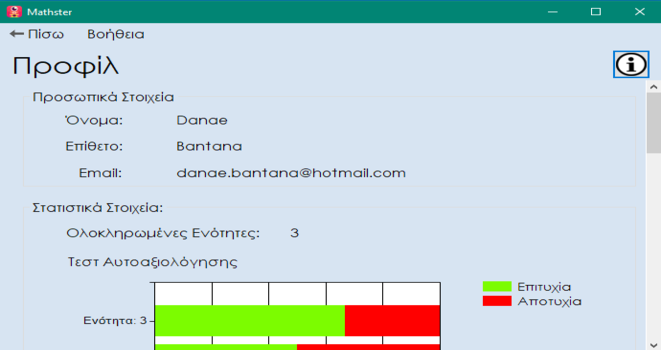 Mathster
Πίσω Βοήθεια
Προφίλ
Προσωπικά Στοιχεία
Όνομα: Danae
Επίθετο: Bantana
Email: danae.bantana@hotmail.com
Στατιστικά Στοιχεία:
Ολοκληρωμένες Ενότητες: 3
Τεστ Αυτοαξιολόγησης
Επιτυχία
Αποτυχία
Ενότητα: 3